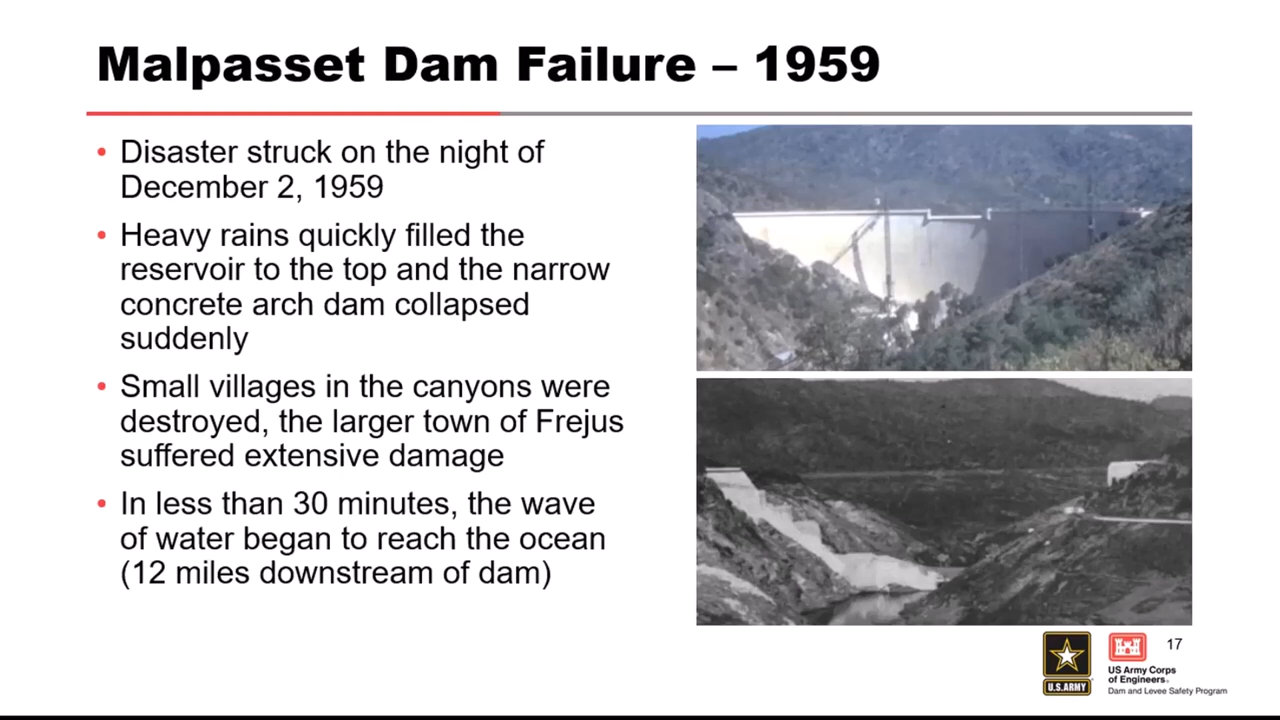 Malpasset Dam Failure – 1959
• Disaster struck on the night of
December 2, 1959
• Heavy rains quickly filled the
reservoir to the top and the narrow
concrete arch dam collapsed
suddenly
• Small villages in the canyons were
destroyed, the larger town of Frejus
suffered extensive damage
• In less than 30 minutes, the wave
of water began to reach the ocean
(12 miles downstream of dam)
17
U.S.ARMY
US Army Corps
of Engineers®
Dam and Levee Safety Program